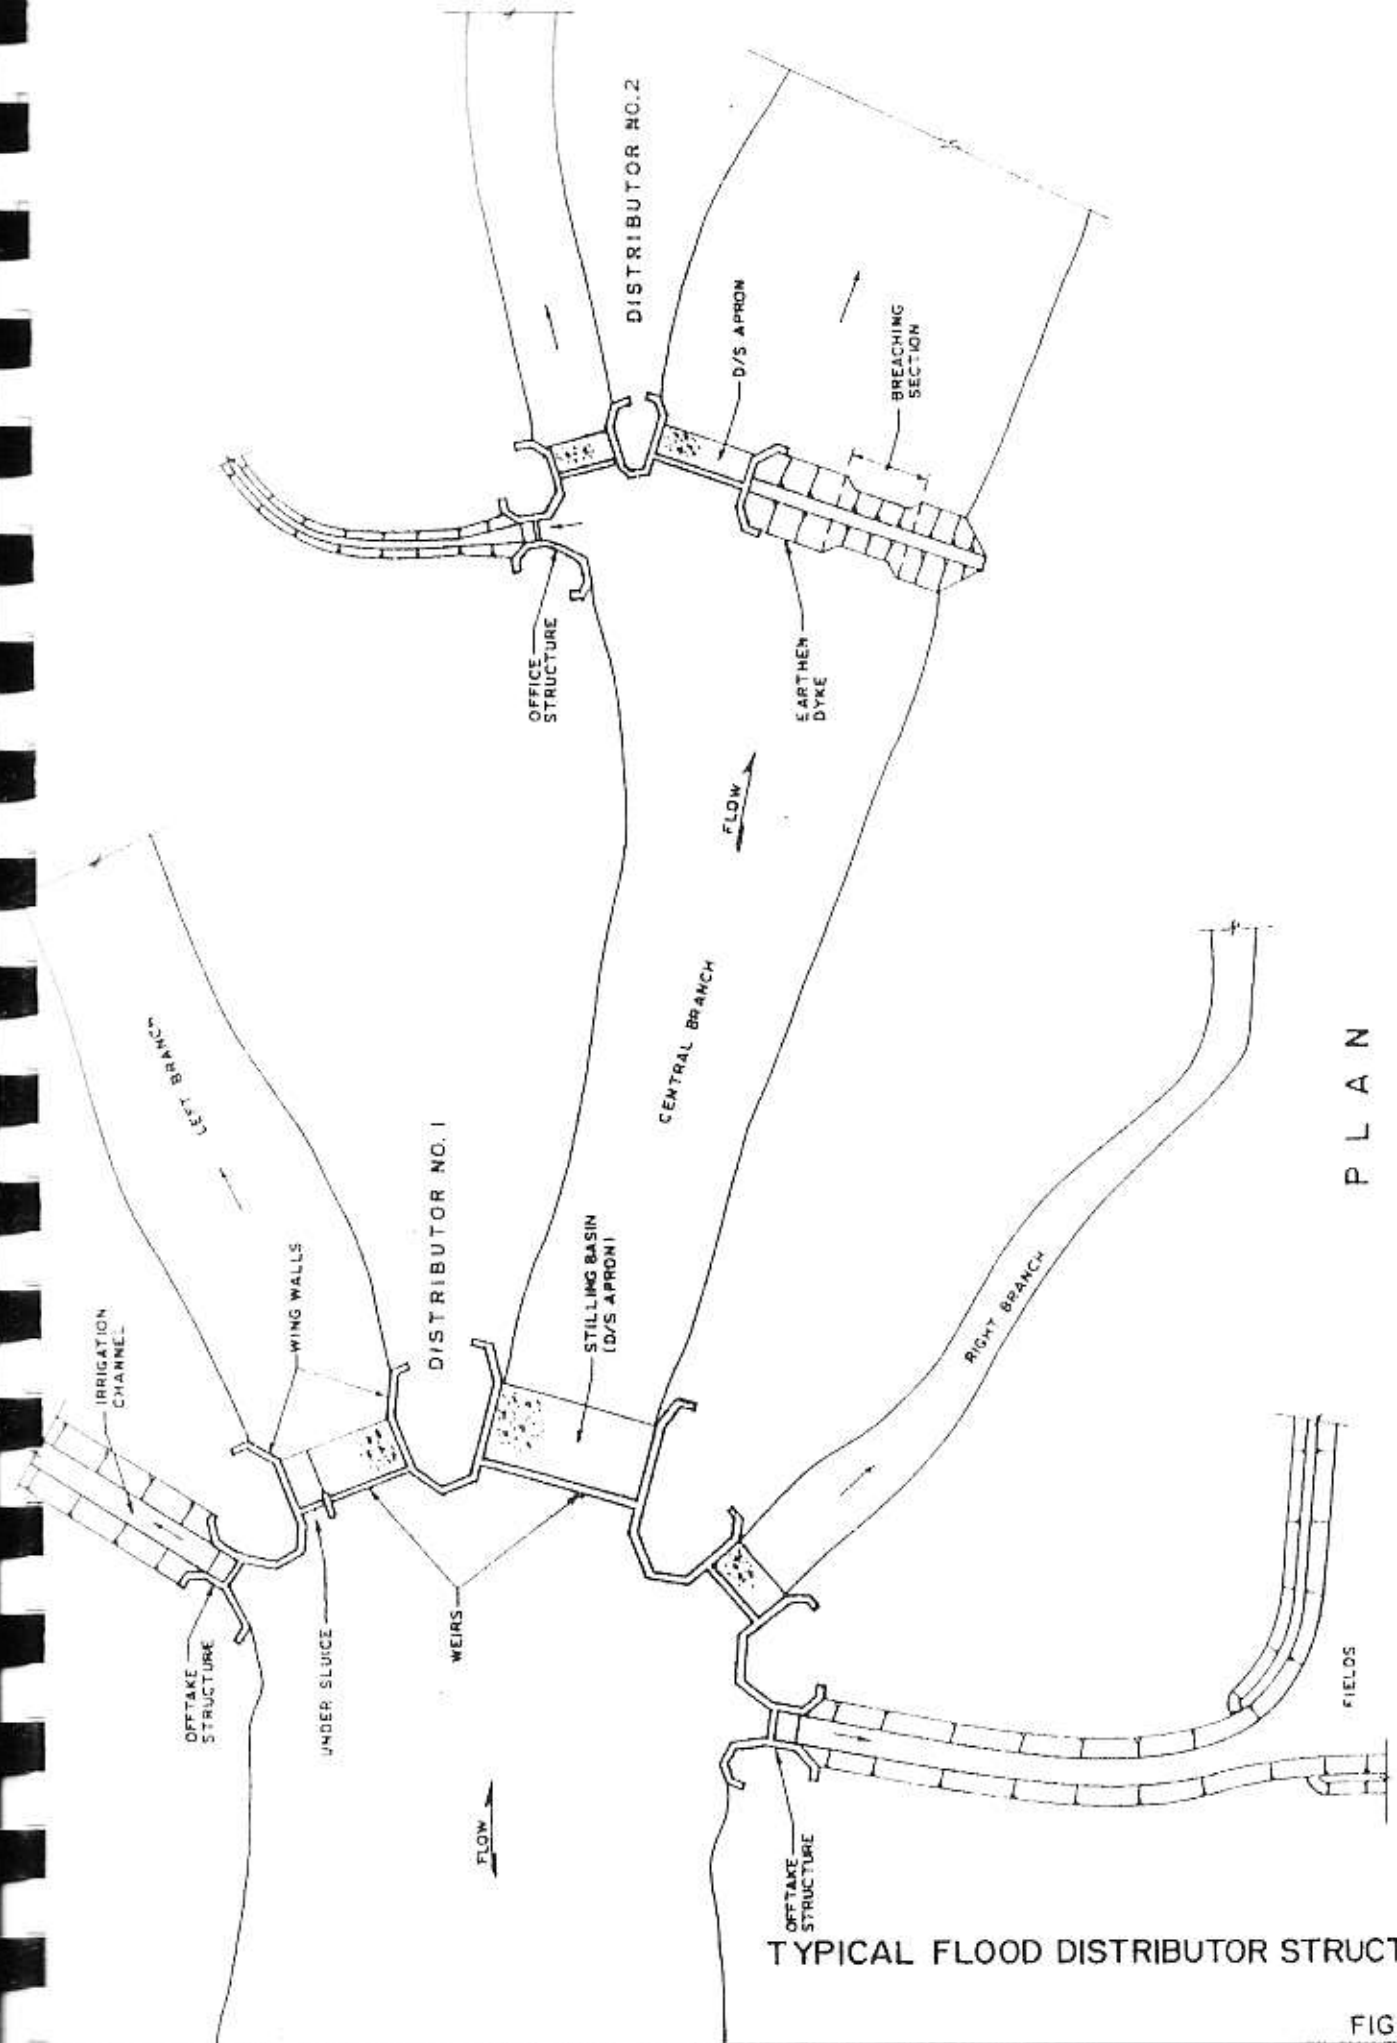 DISTRIBUTOR NO.2
D/S APRON
BREACHING
SECTION
OFFICE
STRUCTURE
EARTHEN
DYKE
FLOW
LEFT BRANCH
CENTRAL BRANCH
DISTRIBUTOR NO. 1
WING WALLS
IRRIGATION
CHANNEL
STILLING BASIN
(D/S APRON)
RIGHT BRANCH
PLAN
OFFTAKE
STRUCTURE
UNDER SLUICE
WEIRS
FLOW
OFFTAKE
STRUCTURE
FIELDS
TYPICAL FLOOD DISTRIBUTOR STRUCT
FIG